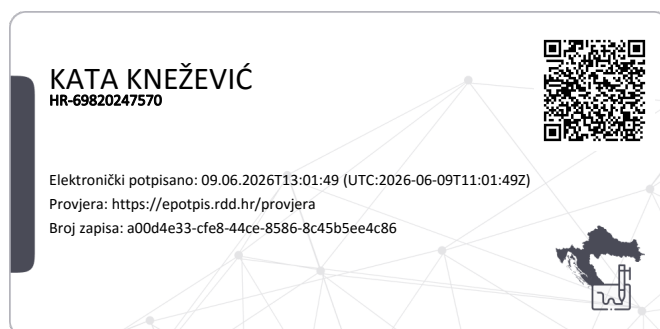 KATA KNEŽEVIĆ
HR-69820247570
Elektronički potpisano: 09.06.2026T13:01:49 (UTC:2026-06-09T11:01:49Z)
Provjera: https://epotpis.rdd.hr/provjera
Broj zapisa: a00d4e33-cfe8-44ce-8586-8c45b5ee4c86